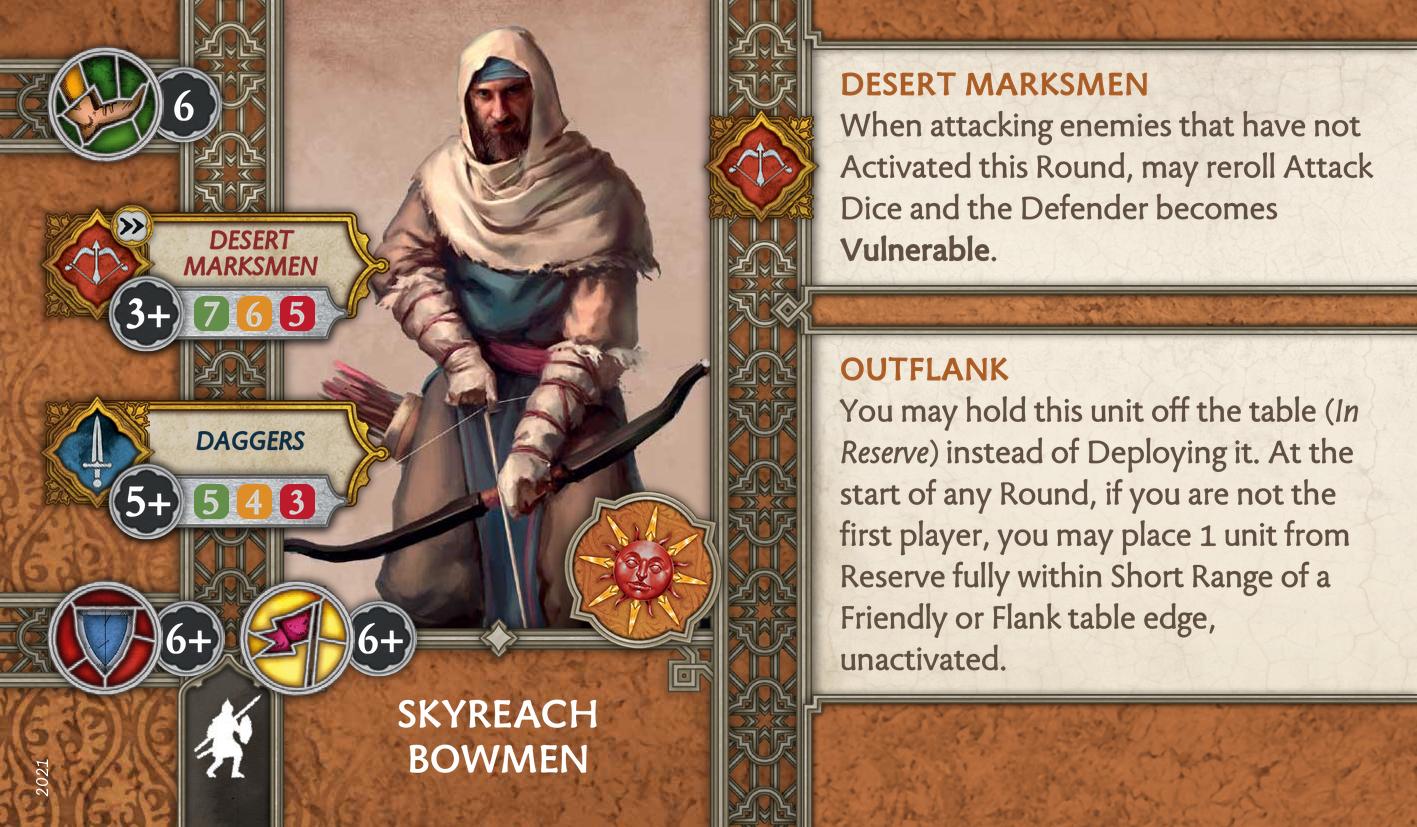 6
DESERT
MARKSMEN
3+ 7 6 5
DAGGERS
5+ 5 4 3
6+ 6+
SKYREACH
BOWMEN
2021
DESERT MARKSMEN
When attacking enemies that have not
Activated this Round, may reroll Attack
Dice and the Defender becomes
Vulnerable.
OUTFLANK
You may hold this unit off the table (In
Reserve) instead of Deploying it. At the
start of any Round, if you are not the
first player, you may place 1 unit from
Reserve fully within Short Range of a
Friendly or Flank table edge,
unactivated.